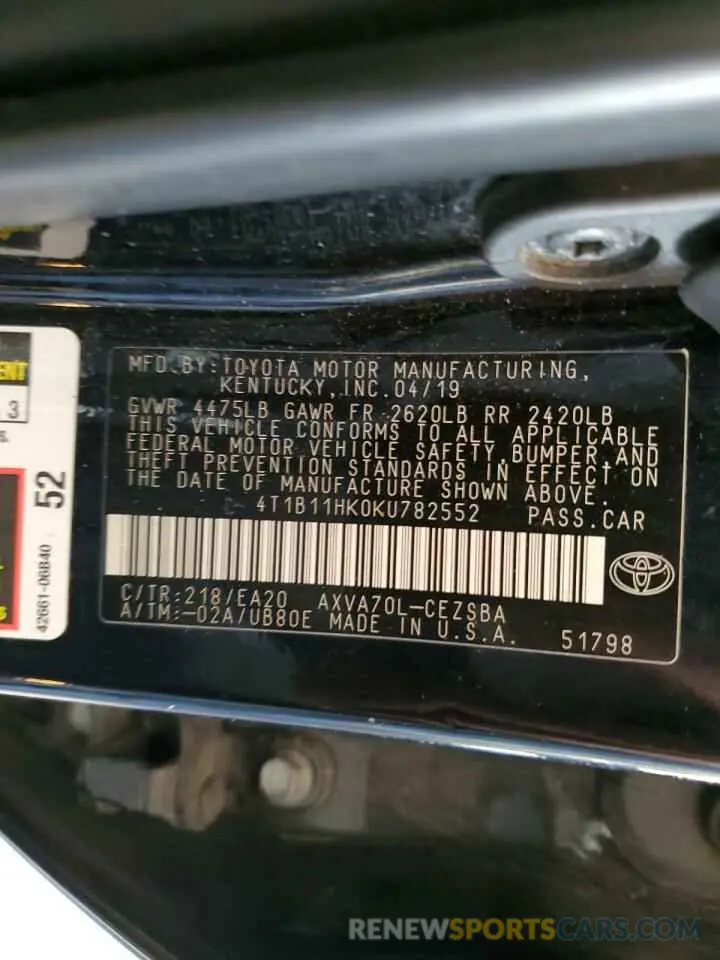 MFD.BY:TOYOTA MOTOR MANUFACTURING,
KENTUCKY,INC.04/19
GVWR 4475LB GAWR FR 2620LB RR 2420LB
THIS VEHICLE CONFORMS TO ALL APPLICABLE
FEDERAL MOTOR VEHICLE SAFETY,BUMPER,AND
THEFT PREVENTION STANDARDS IN EFFECT ON
THE DATE OF MANUFACTURE SHOWN ABOVE.
4T1B11HK0KU782552 PASS.CAR
C/TR:218/EA20 AXVA70L-CEZSBA
A/TM:-02A/UB80E MADE IN U.S.A. 51798
3
52
42661-06B40
RENEWSPORTSCARS.COM